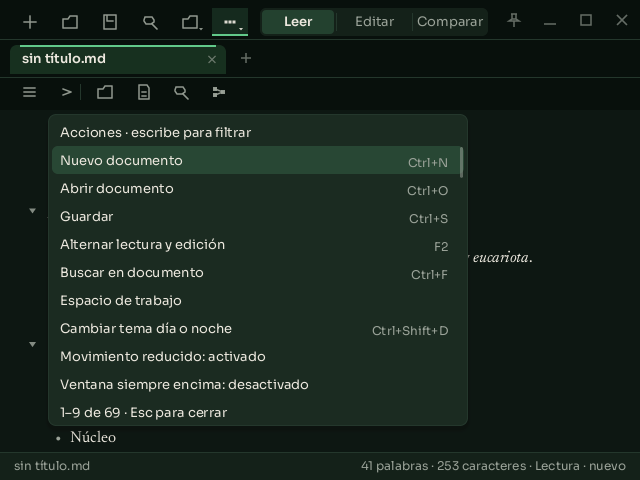 Leer Editar Comparar
sin título.md
Acciones · escribe para filtrar
Nuevo documento Ctrl+N
Abrir documento Ctrl+O
Guardar Ctrl+S
Alternar lectura y edición F2
eucariota.
Buscar en documento Ctrl+F
Espacio de trabajo
Cambiar tema día o noche Ctrl+Shift+D
Movimiento reducido: activado
Ventana siempre encima: desactivado
1–9 de 69 · Esc para cerrar
• Núcleo
sin título.md 41 palabras · 253 caracteres · Lectura · nuevo